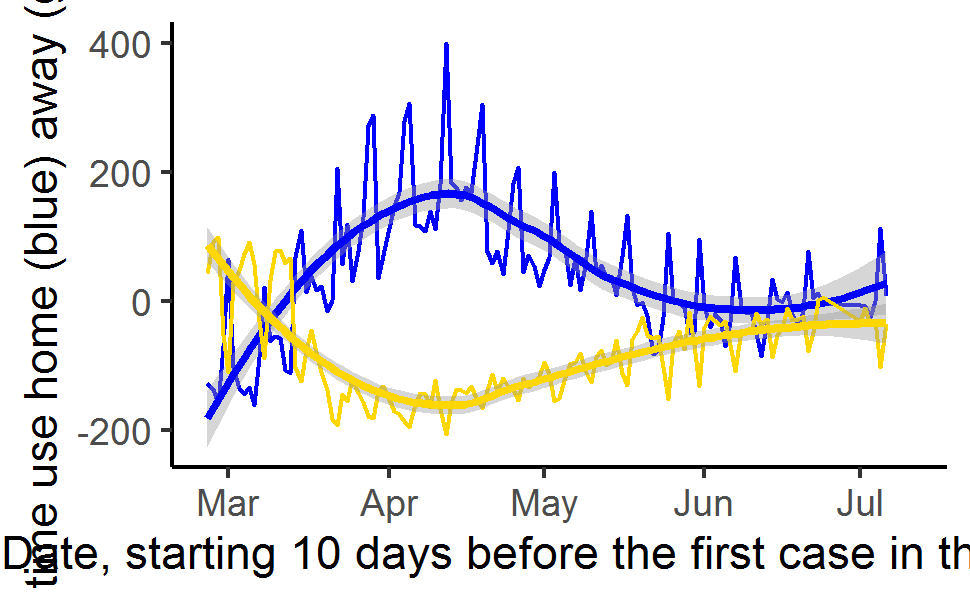 time use home (blue) away (
400
200
0
-200
Mar Apr May Jun Jul
Date, starting 10 days before the first case in th